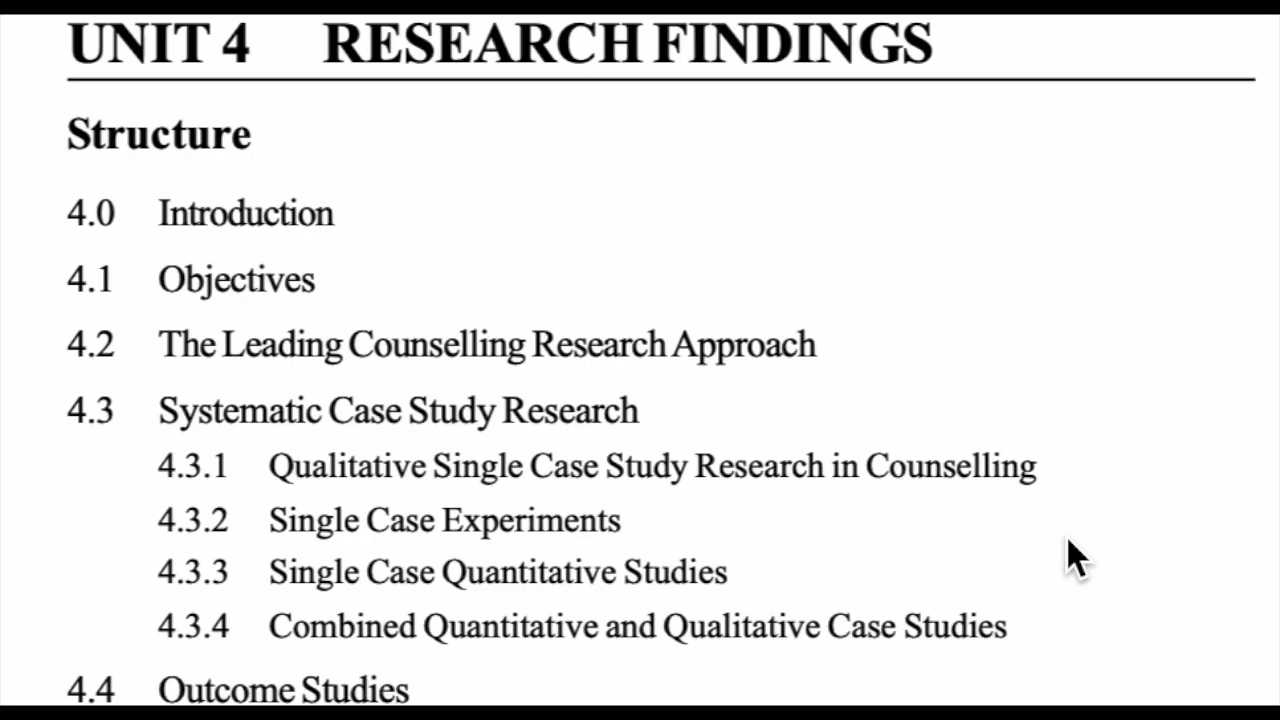 UNIT 4 RESEARCH FINDINGS
Structure
4.0 Introduction
4.1 Objectives
4.2 The Leading Counselling Research Approach
4.3 Systematic Case Study Research
4.3.1 Qualitative Single Case Study Research in Counselling
4.3.2 Single Case Experiments
4.3.3 Single Case Quantitative Studies
4.3.4 Combined Quantitative and Qualitative Case Studies
4.4 Outcome Studies